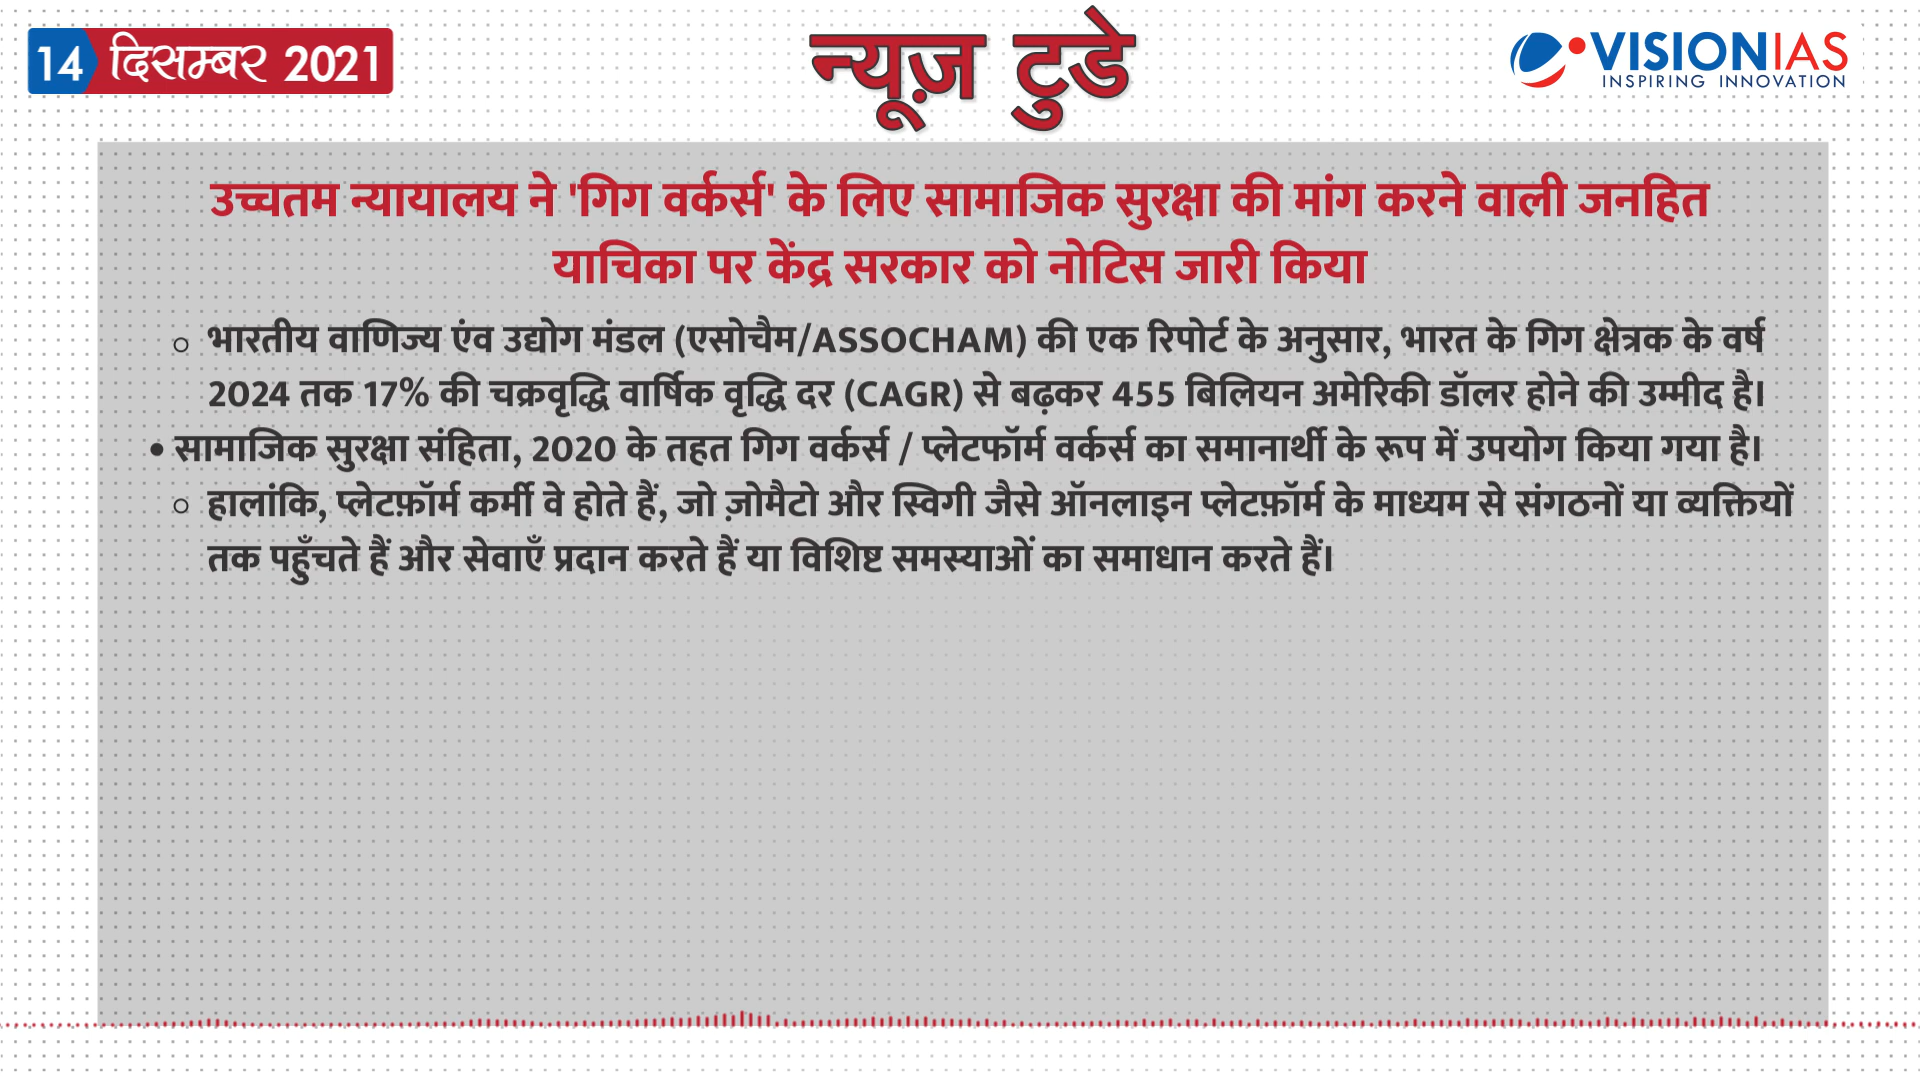 14 दिसम्बर 2021
न्यूज़ टुडे
VISIONIAS
INSPIRING INNOVATION
उच्चतम न्यायालय ने 'गिग वर्कर्स' के लिए सामाजिक सुरक्षा की मांग करने वाली जनहित
याचिका पर केंद्र सरकार को नोटिस जारी किया
○ भारतीय वाणिज्य एंव उद्योग मंडल (एसोचैम/ASSOCHAM) की एक रिपोर्ट के अनुसार, भारत के गिग क्षेत्रक के वर्ष
2024 तक 17% की चक्रवृद्धि वार्षिक वृद्धि दर (CAGR) से बढ़कर 455 बिलियन अमेरिकी डॉलर होने की उम्मीद है।
• सामाजिक सुरक्षा संहिता, 2020 के तहत गिग वर्कर्स / प्लेटफॉर्म वर्कर्स का समानार्थी के रूप में उपयोग किया गया है।
○ हालांकि, प्लेटफ़ॉर्म कर्मी वे होते हैं, जो ज़ोमैटो और स्विगी जैसे ऑनलाइन प्लेटफ़ॉर्म के माध्यम से संगठनों या व्यक्तियों
तक पहुँचते हैं और सेवाएँ प्रदान करते हैं या विशिष्ट समस्याओं का समाधान करते हैं।